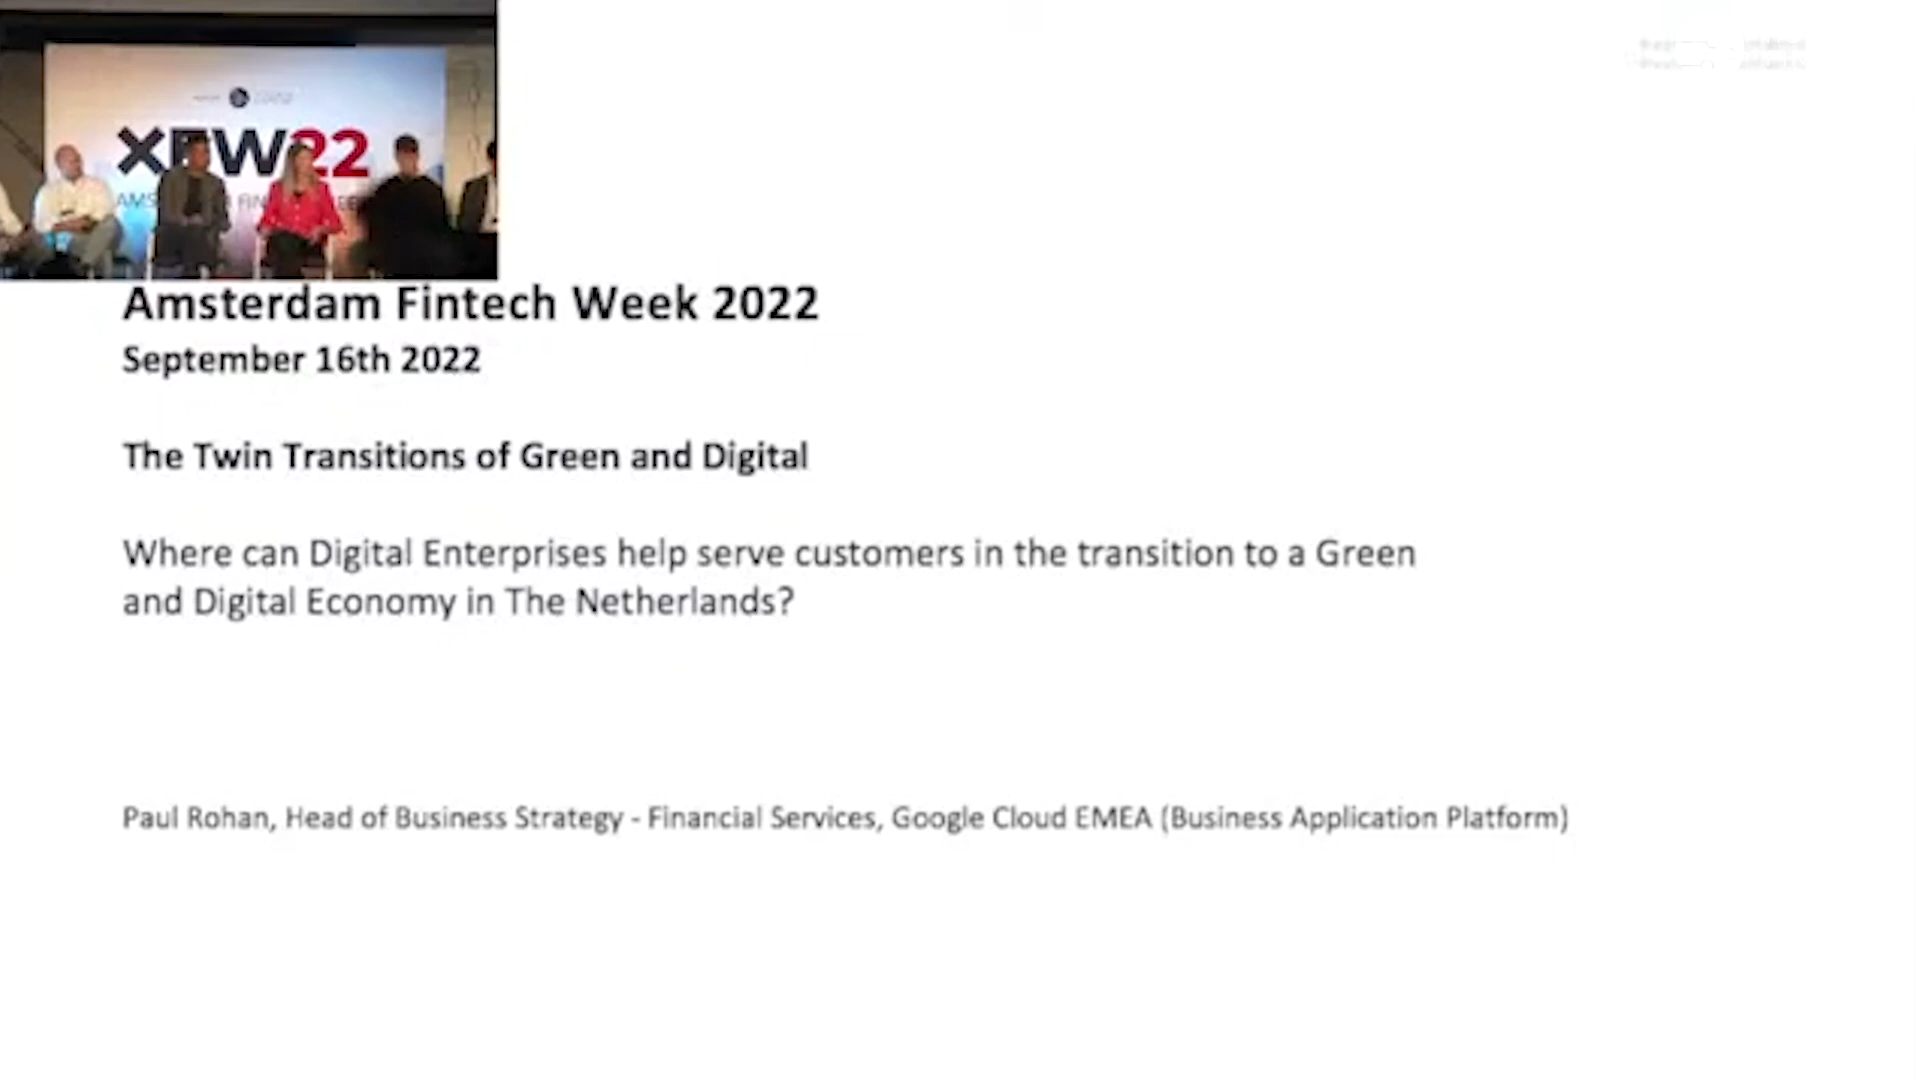 XFW22
Amsterdam Fintech Week 2022
September 16th 2022
The Twin Transitions of Green and Digital
Where can Digital Enterprises help serve customers in the transition to a Green
and Digital Economy in The Netherlands?
Paul Rohan, Head of Business Strategy - Financial Services, Google Cloud EMEA (Business Application Platform)